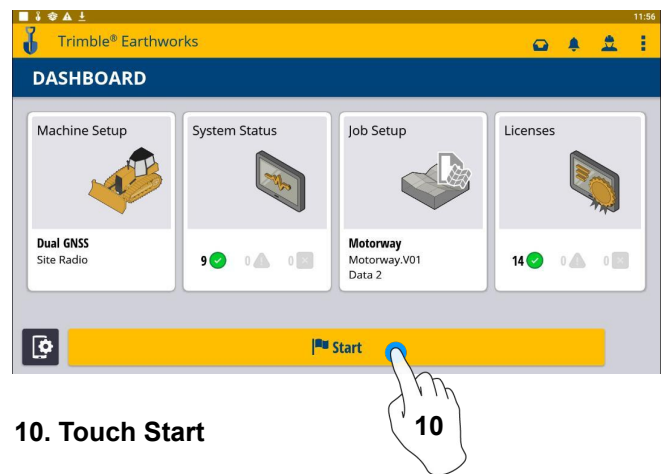 11:56
Trimble® Earthworks
DASHBOARD
Machine Setup
System Status
Job Setup
Licenses
Dual GNSS
Site Radio
9 0 0
Motorway
Motorway.V01
Data 2
14 0 0
Start
10
10. Touch Start